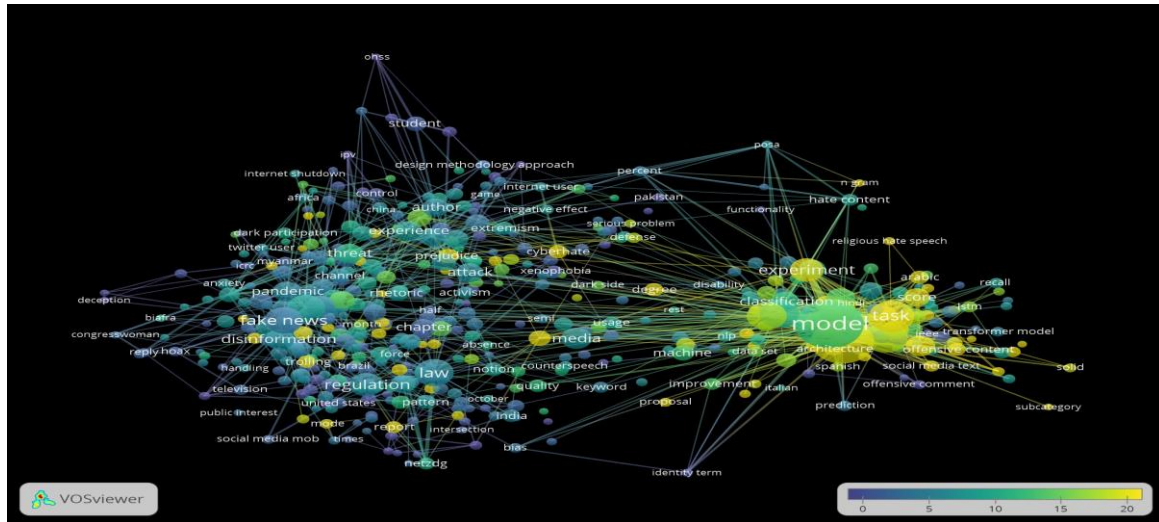 ohss
student
posa
ipv
design methodology approach
percent
internet shutdown
n gram
internet user
game
control
africa
pakistan
hate content
china
author
negative effect
functionality
experience
extremism
serious problem
dark participation
defense
twitter user
threat
prejudice
cyberhate
religious hate speech
myanmar
icrc
channel
attack
xenophobia
experiment
arabic
anxiety
recall
pandemic
rhetoric
activism
dark side
degree
disability
score
deception
classification
hindi
lstm
half
rest
fake news
month
chapter
semi
usage
model
task
congresswoman
disinformation
force
absence
media
nlp
ieee
transformer model
reply
hoax
trolling
machine
data set
architecture
offensive content
handling
brazil
law
notion
counterspeech
spanish
social media text
solid
television
regulation
quality
keyword
improvement
italian
offensive comment
united states
pattern
october
proposal
prediction
subcategory
public interest
mode
report
intersection
india
social media mob
times
bias
netzdg
identity term
VOSviewer
0 5 10 15 20